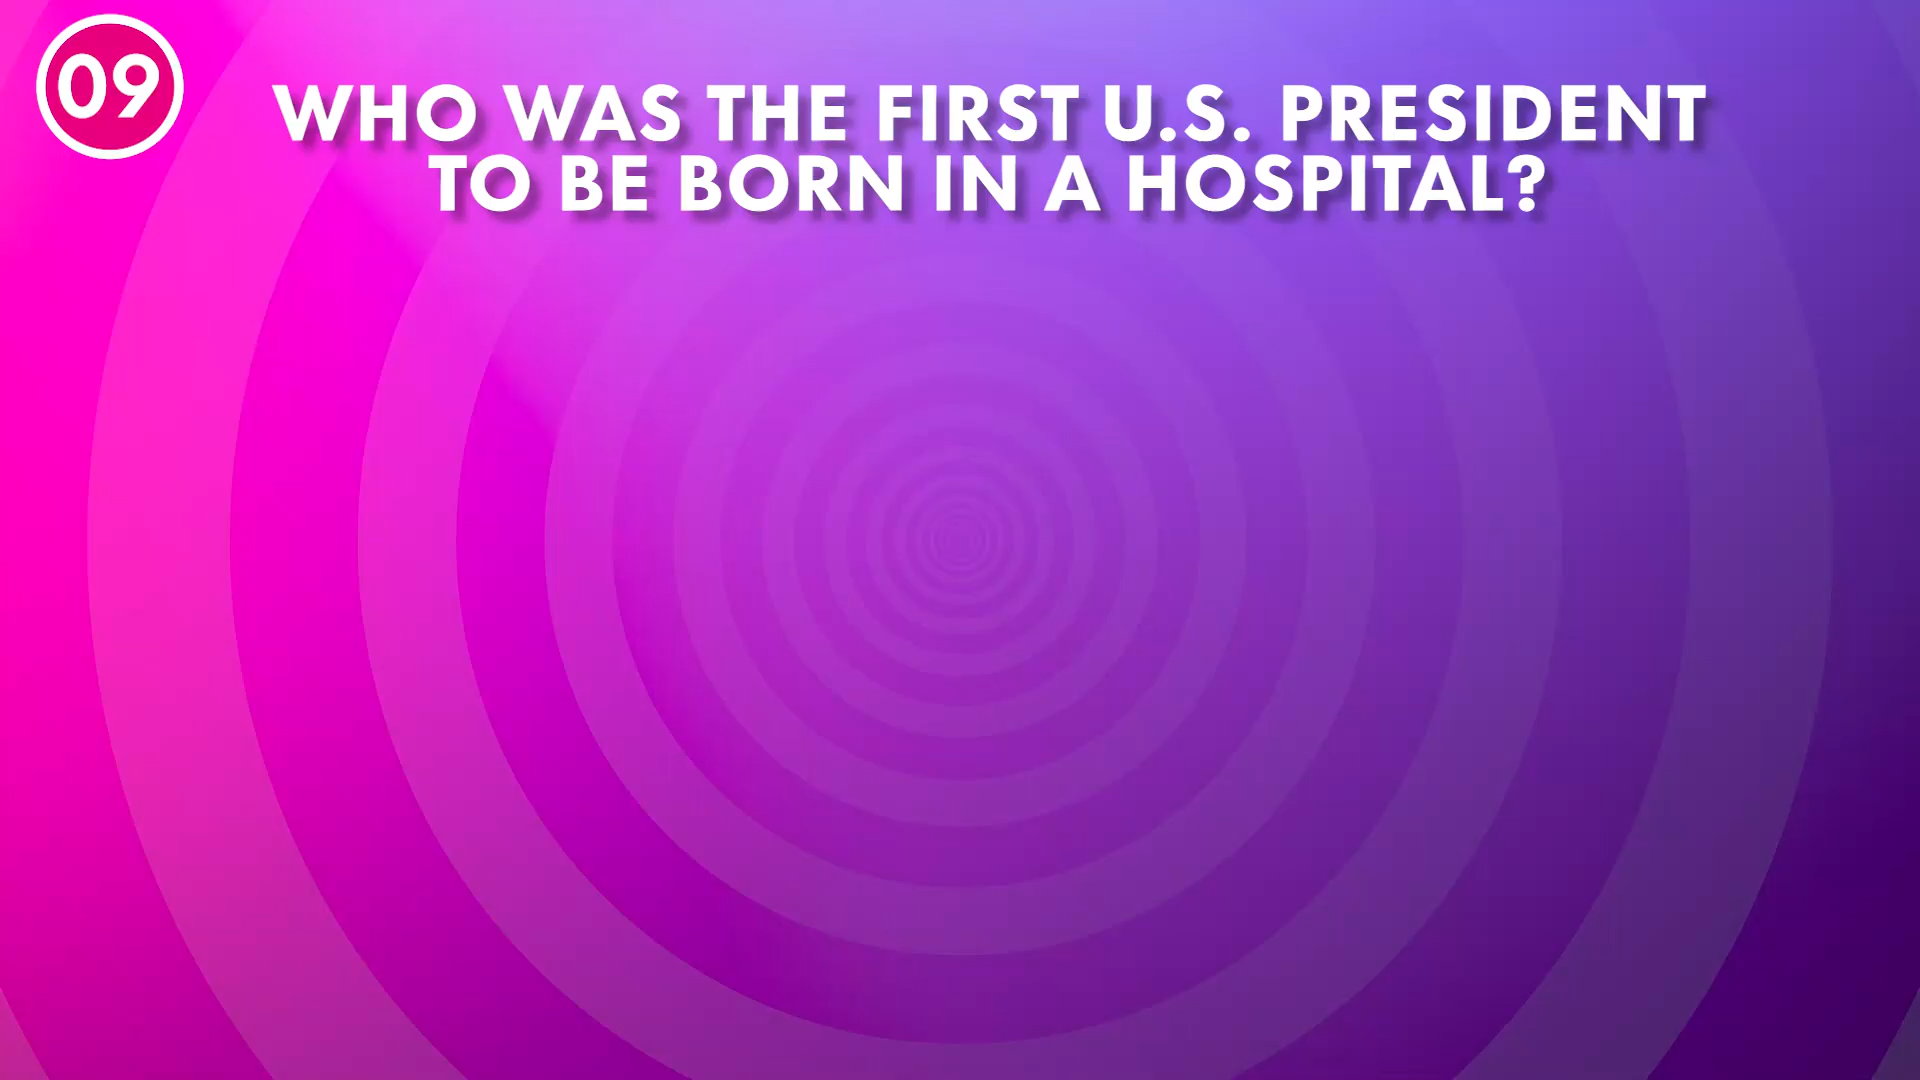 09
WHO WAS THE FIRST U.S. PRESIDENT
TO BE BORN IN A HOSPITAL?